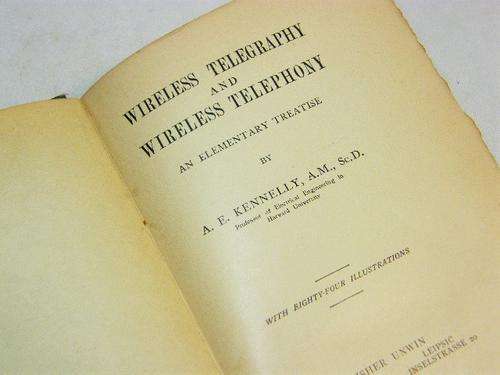 WIRELESS TELEGRAPHY
AND
WIRELESS TELEPHONY
AN ELEMENTARY TREATISE
BY
A. E. KENNELLY, A.M., Sc.D.
Professor of Electrical Engineering in
Harvard University
WITH EIGHTY-FOUR ILLUSTRATIONS
SHER UNWIN
LEIPSIC
INSELSTRASSE 20